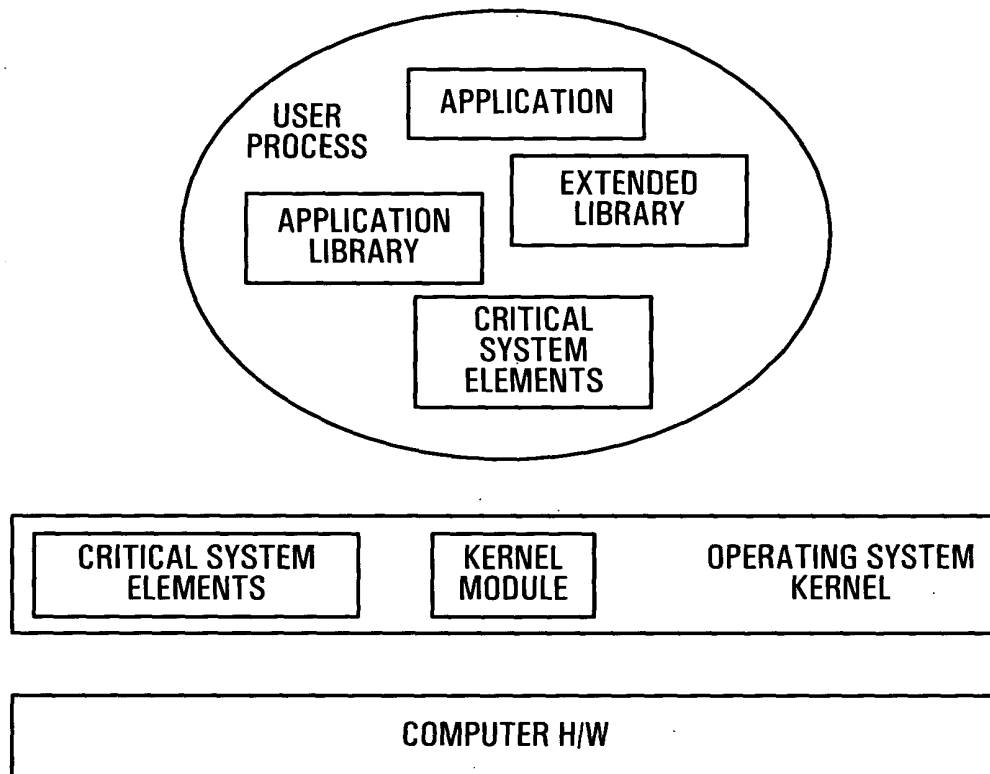 APPLICATION
USER
PROCESS
EXTENDED
LIBRARY
APPLICATION
LIBRARY
CRITICAL
SYSTEM
ELEMENTS
CRITICAL SYSTEM
ELEMENTS
KERNEL
MODULE
OPERATING SYSTEM
KERNEL
COMPUTER H/W